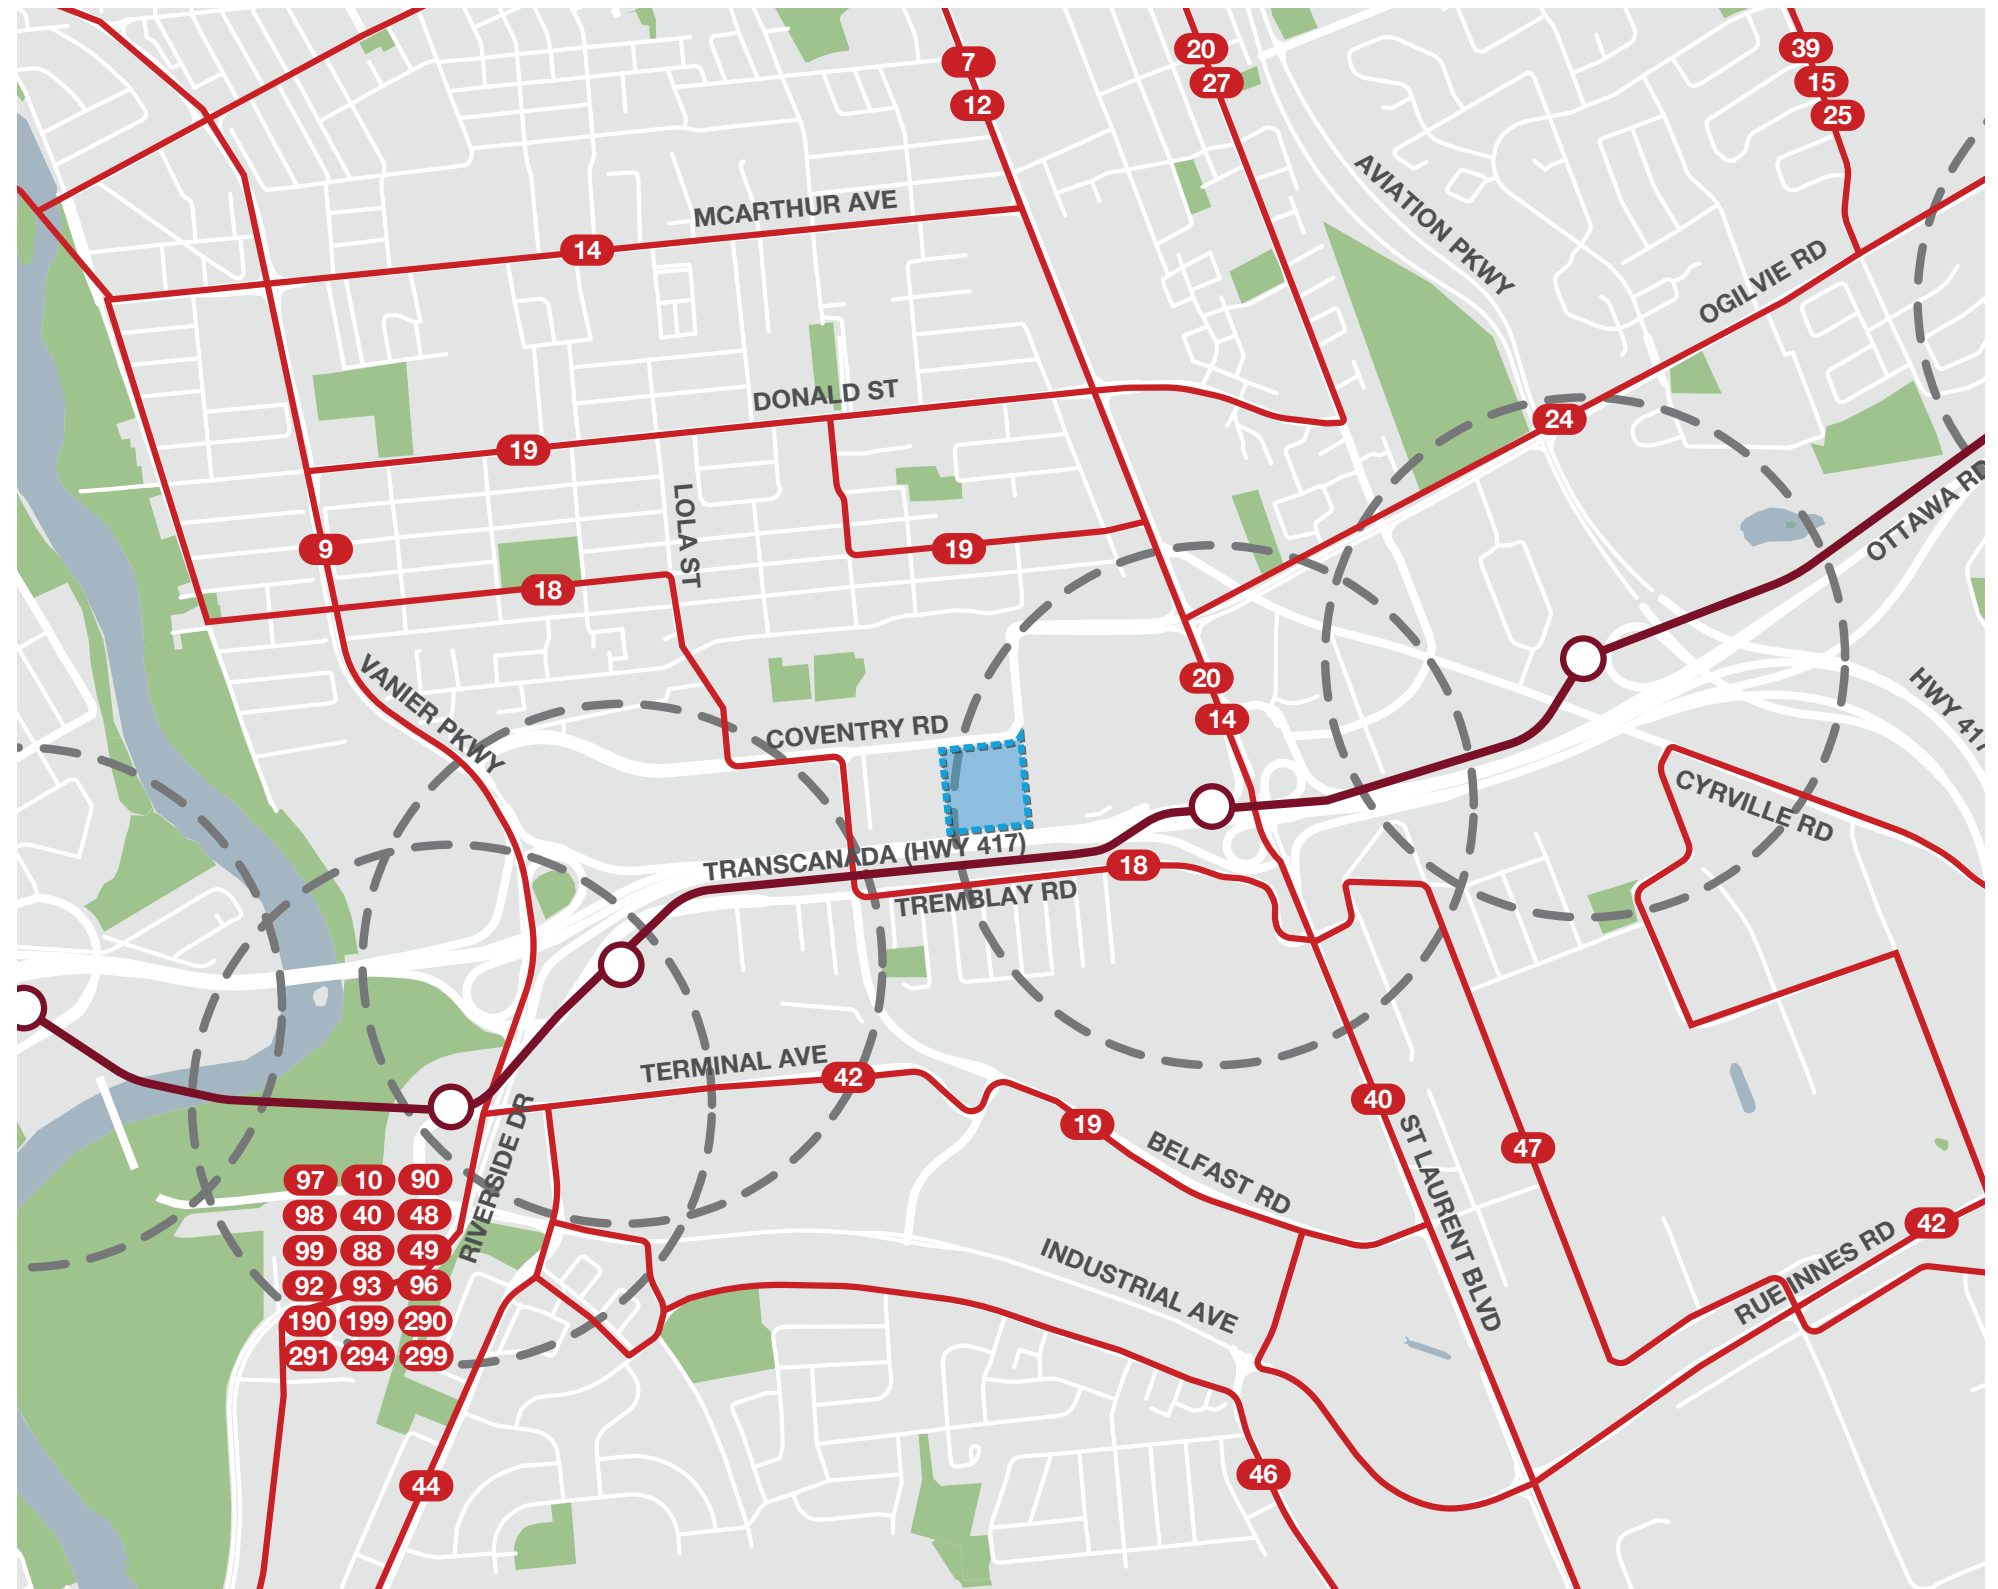 7
12
20
27
39
15
25
AVIATION PKWY
MCARTHUR AVE
14
OGILVIE RD
DONALD ST
24
19
LOLA ST
OTTAWA RD
9
19
18
VANIER PKWY
20
14
HWY 417
COVENTRY RD
CYRVILLE RD
TRANSCANADA (HWY 417)
18
TREMBLAY RD
TERMINAL AVE
42
40
19
BELFAST RD
ST LAURENT BLVD
47
RIVERSIDE DR
97 10 90
98 40 48
99 88 49
92 93 96
190 199 290
291 294 299
INDUSTRIAL AVE
RUE INNES RD
42
44
46